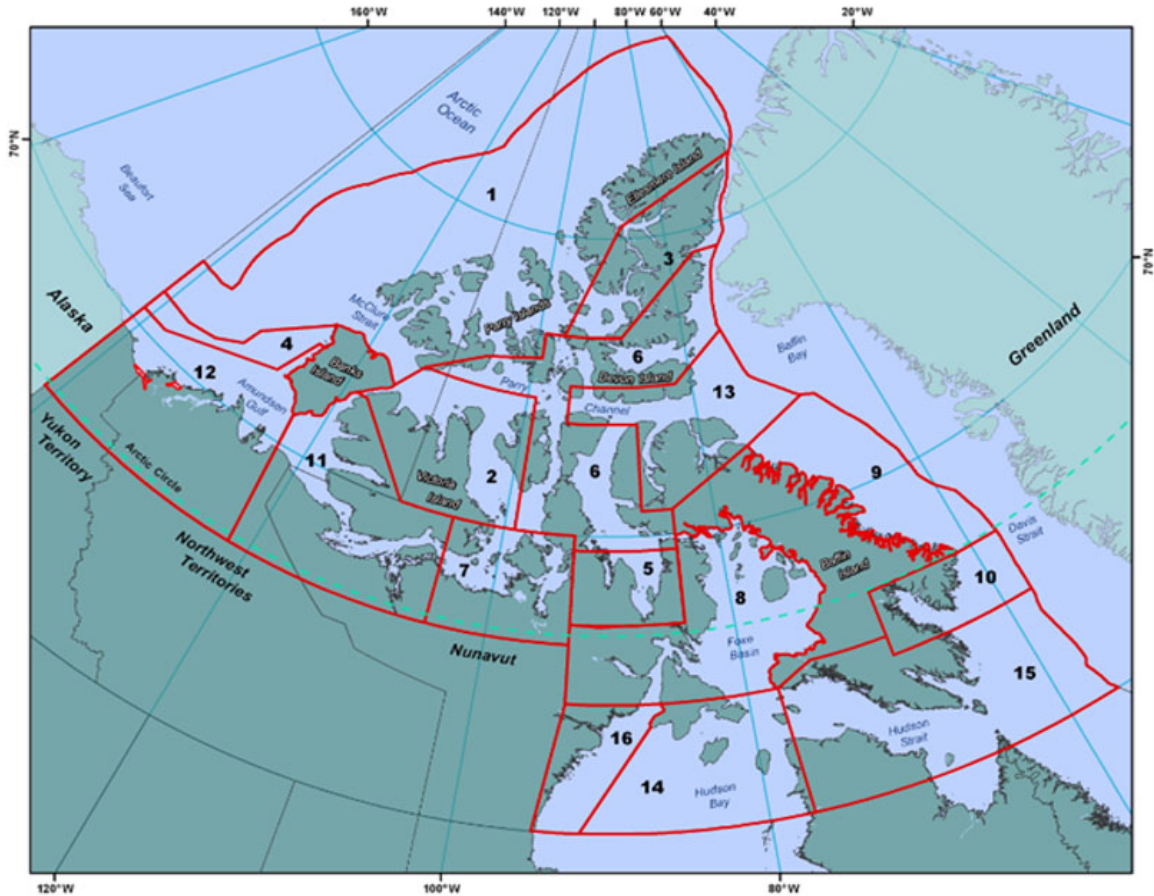 160°W 140°W 120°W 0 80°W 60°W 40°W 20°W
70°N
70°N
Arctic
Ocean
Beaufort
Sea
1
Ellesmere Island
3
McClure
Strait
Parry Islands
Alaska
4
Banks
Island
6
Devon Island
Baffin
Bay
Greenland
12
Amundsen
Gulf
Parry
Channel
13
Yukon
Territory
Arctic Circle
11
Victoria
Island
2
6
9
Davis
Strait
Northwest
Territories
7
5
8
Baffin
Island
10
Nunavut
Foxe
Basin
15
16
Hudson
Strait
14
Hudson
Bay
120°W 100°W 80°W